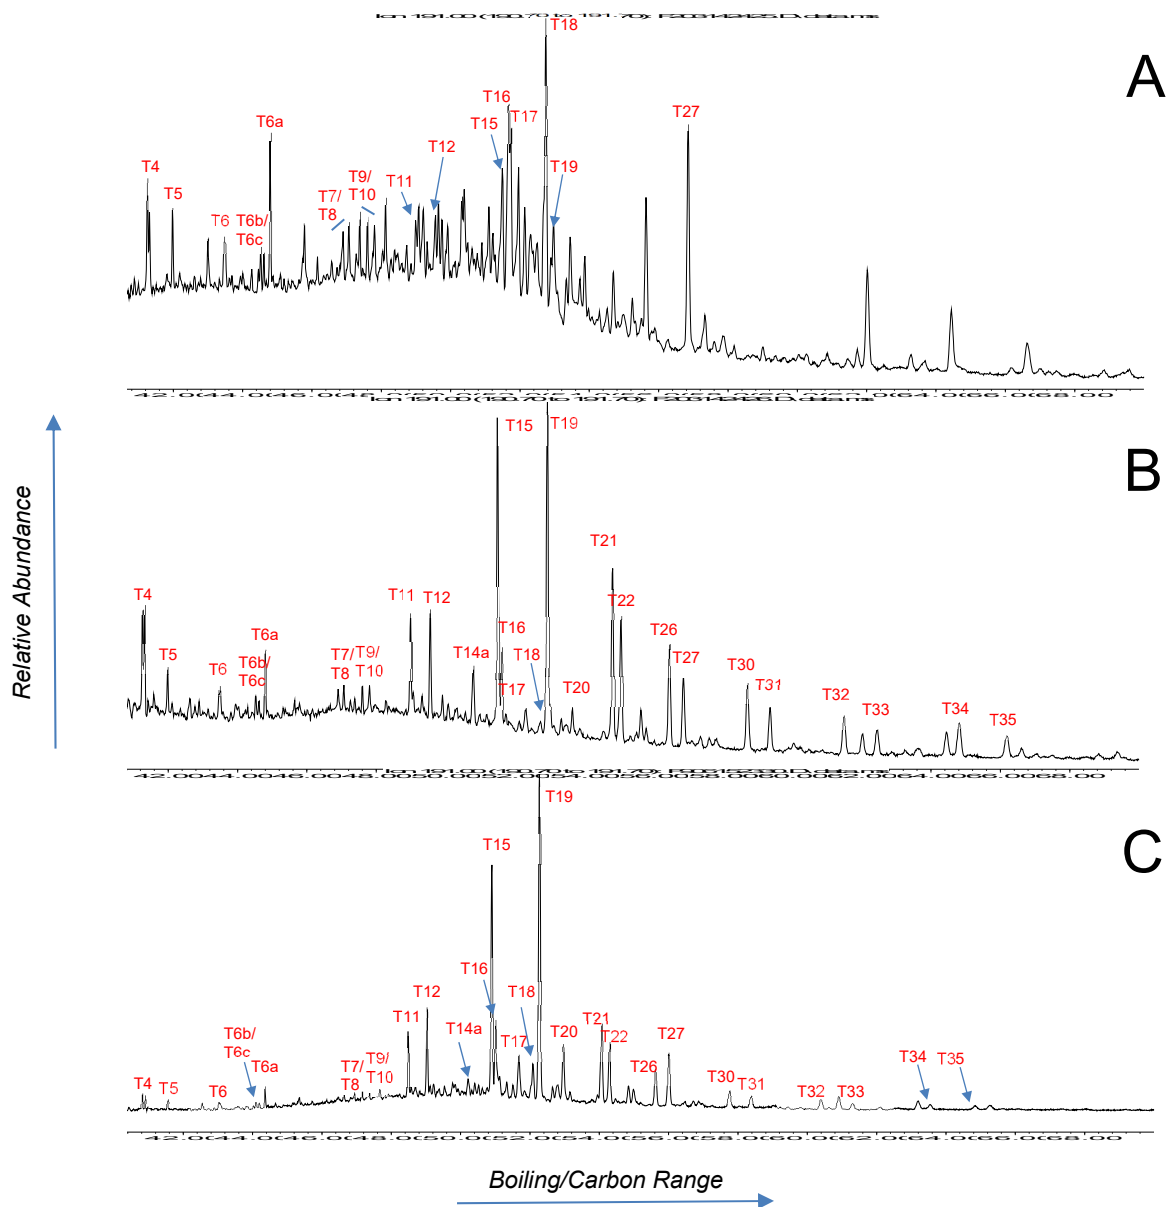 T18
A
T16
T27
T6a
T17
T15
T12
T4
T19
T9/
T10
T5
T11
T7/
T8
T6
T6b/
T6c
B
T15
T19
T21
T4
T11
T12
T22
T16
T26
T6a
T5
T7/
T8
T9/
T10
T14a
T18
T27
T30
T6b/
T6c
T6
T17
T20
T31
T32
T33
T34
T35
Relative Abundance
C
T19
T15
T16
T12
T18
T11
T14a
T17
T20
T21
T22
T27
T6b/
T6c
T6a
T9/
T10
T7/
T8
T26
T4
T5
T6
T30
T31
T32
T33
T34
T35
Boiling/Carbon Range